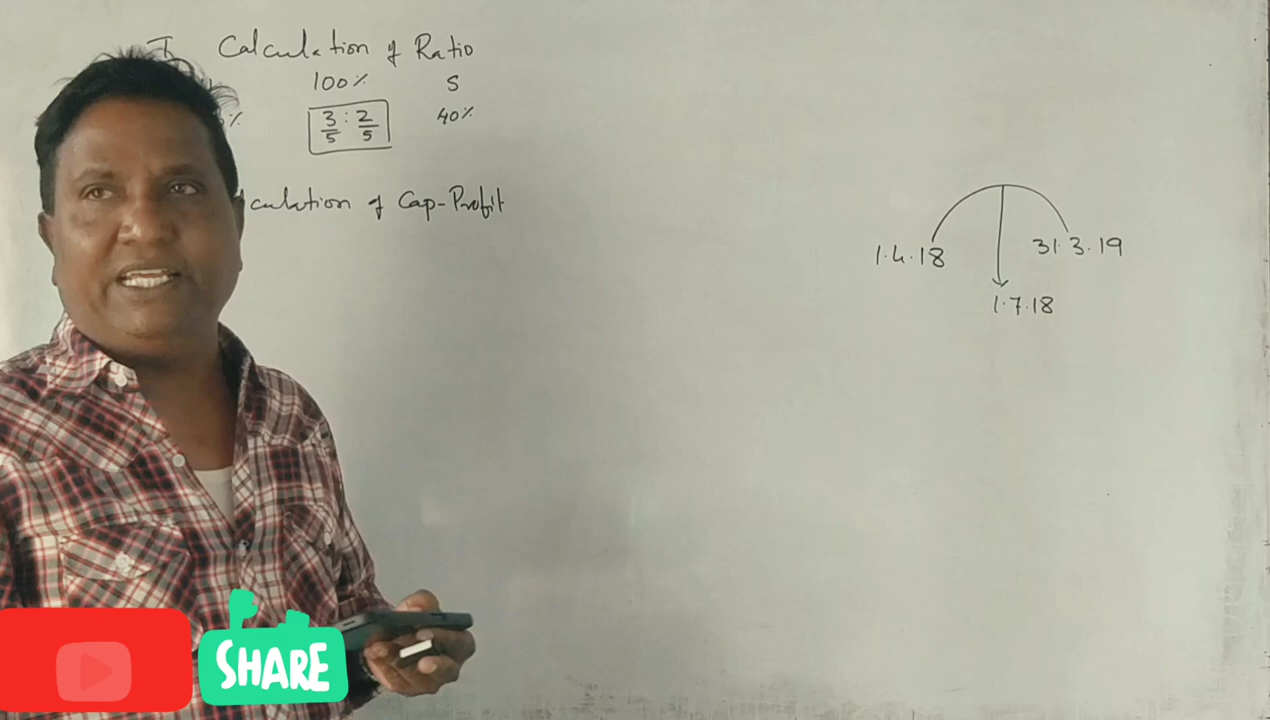 I Calculation of Ratio
100% S
% 3/5 : 2/5 40%
culation of Cap-Profit
1.4.18 31.3.19
1.7.18
SHARE